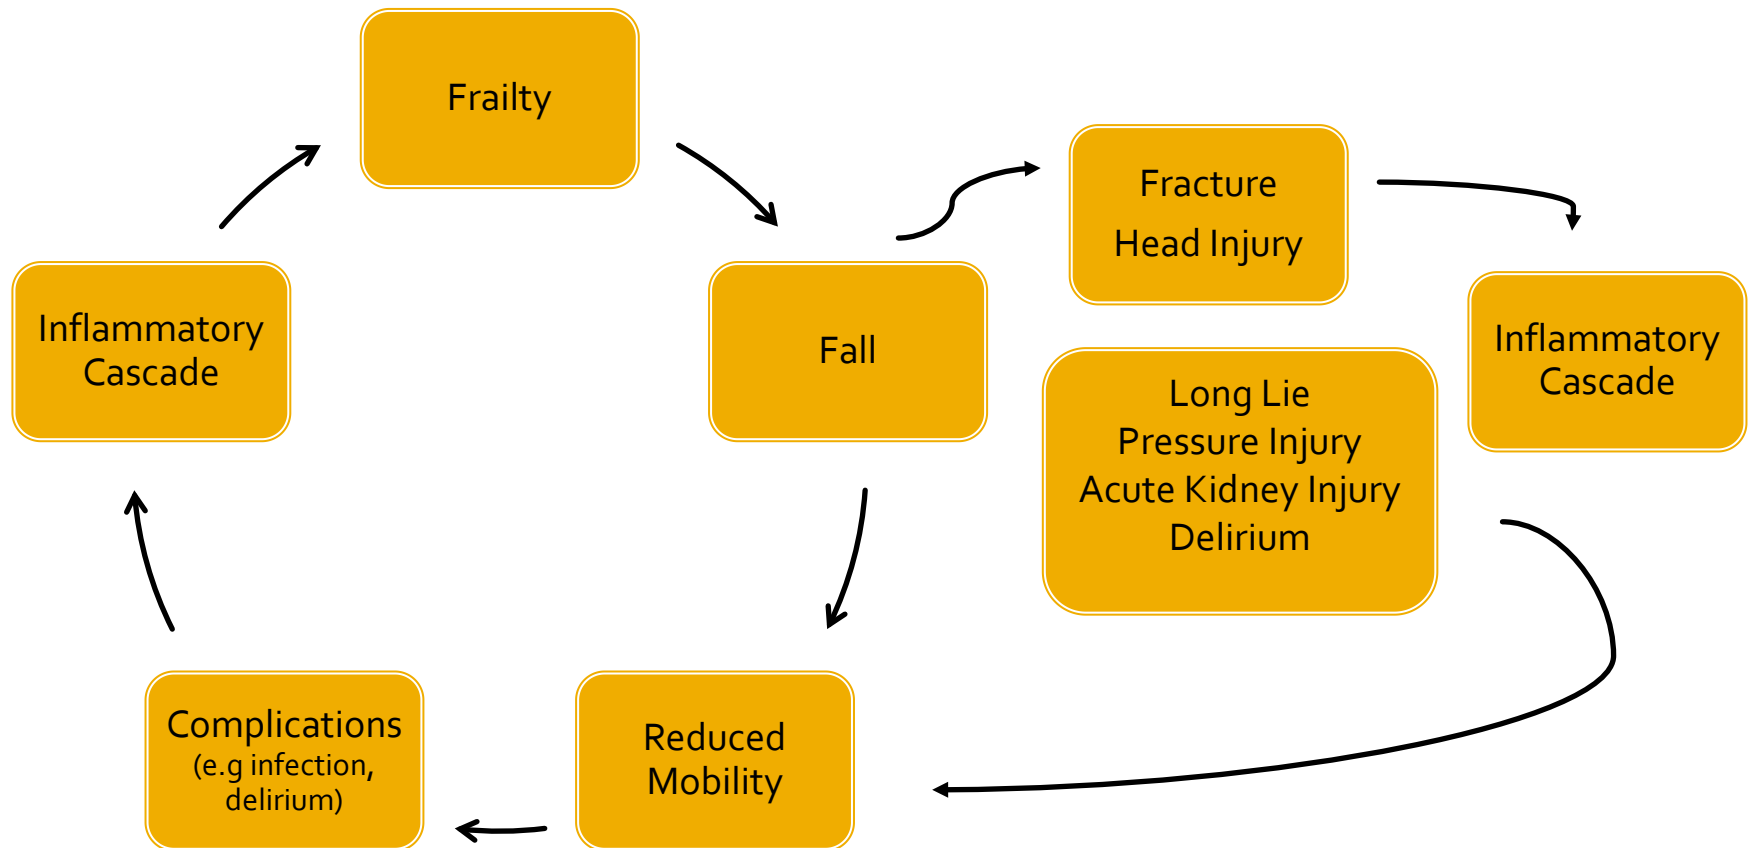 Frailty
Fracture
Head Injury
Inflammatory
Cascade
Fall
Inflammatory
Cascade
Long Lie
Pressure Injury
Acute Kidney Injury
Delirium
Complications
(e.g infection,
delirium)
Reduced
Mobility